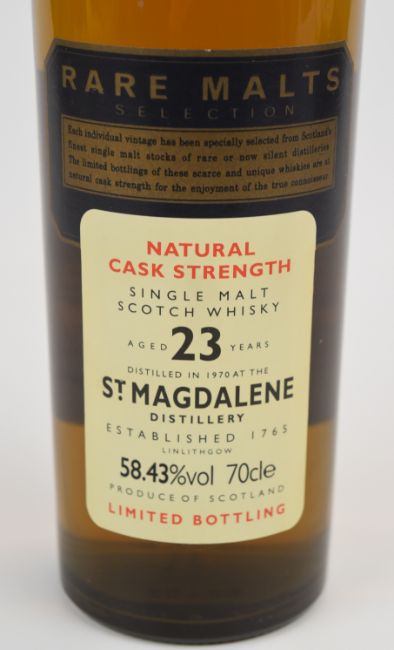 RARE MALTS
SELECTION
Each individual vintage has been specially selected from Scotland's
finest single malt stocks of rare or now silent distilleries
The limited bottlings of these scarce and unique whiskies are at
natural cask strength for the enjoyment of the true connoisseur
NATURAL
CASK STRENGTH
SINGLE MALT
SCOTCH WHISKY
AGED 23 YEARS
DISTILLED IN 1970 AT THE
ST MAGDALENE
DISTILLERY
ESTABLISHED 1765
LINLITHGOW
58.43%vol 70cle
PRODUCE OF SCOTLAND
LIMITED BOTTLING